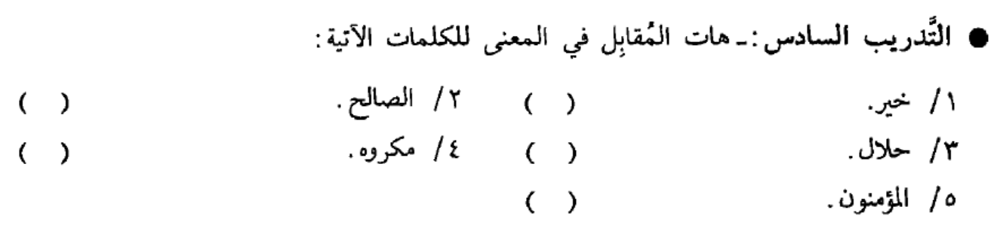 ● التَّدريب السادس :ـ هات المُقابِل في المعنى للكلمات الآتية :
١/ خير. ( ) ٢/ الصالح. ( )
٣/ حلال. ( ) ٤/ مكروه. ( )
٥/ المؤمنون. ( )